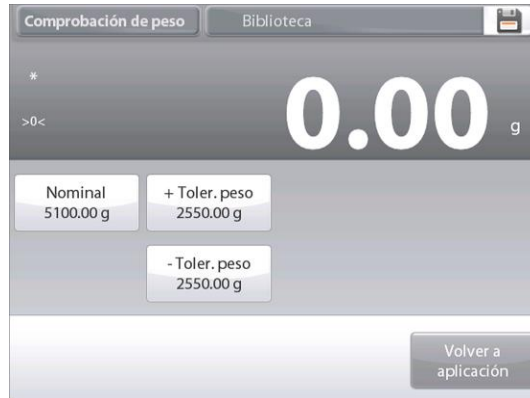 Comprobación de peso
Biblioteca
*
>0<
0.00 g
Nominal
5100.00 g
+ Toler. peso
2550.00 g
- Toler. peso
2550.00 g
Volver a
aplicación